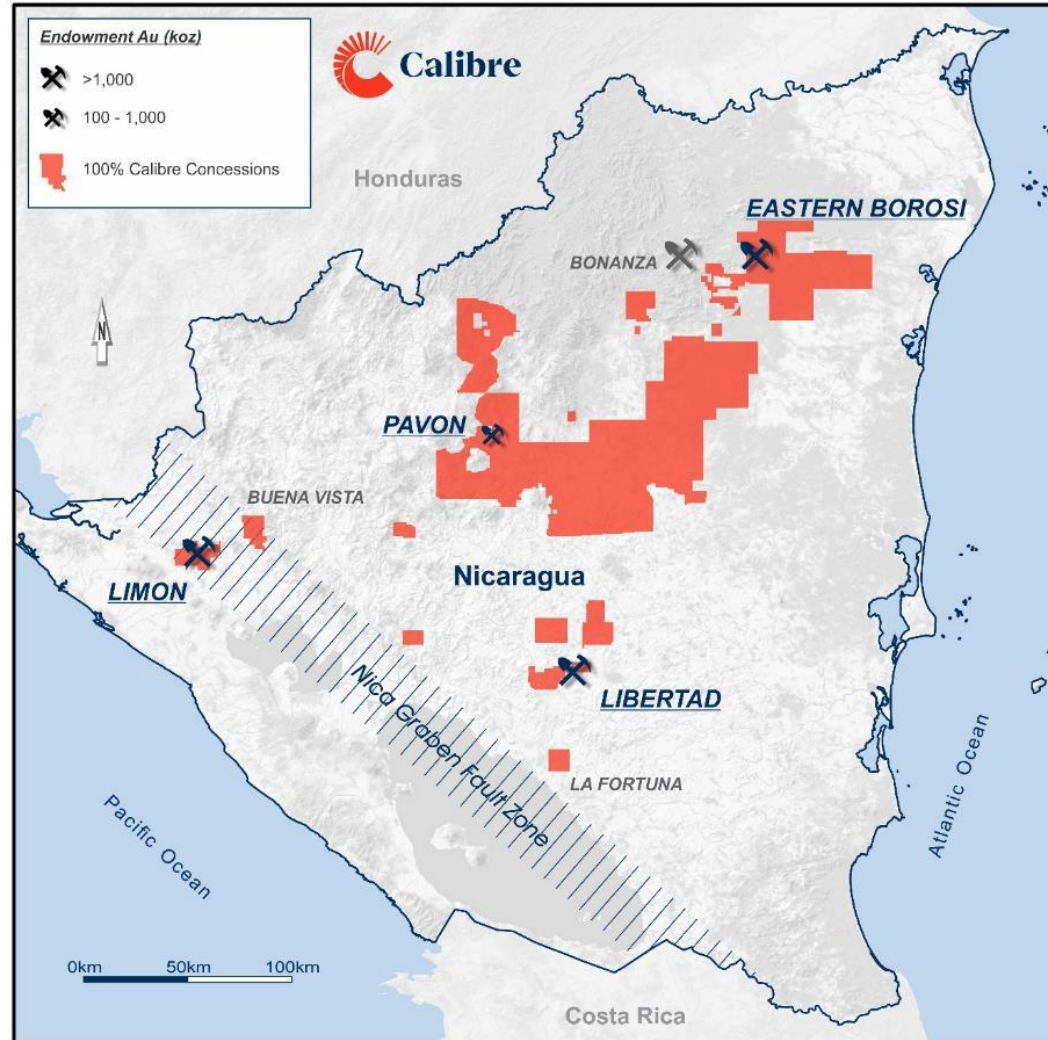 Endowment Au (koz)
>1,000
100 - 1,000
100% Calibre Concessions
Calibre
Honduras
EASTERN BOROSI
BONANZA
N
PAVON
BUENA VISTA
LIMON
Nicaragua
LIBERTAD
Nica Graben Fault Zone
LA FORTUNA
Pacific Ocean
Atlantic Ocean
0km 50km 100km
Costa Rica